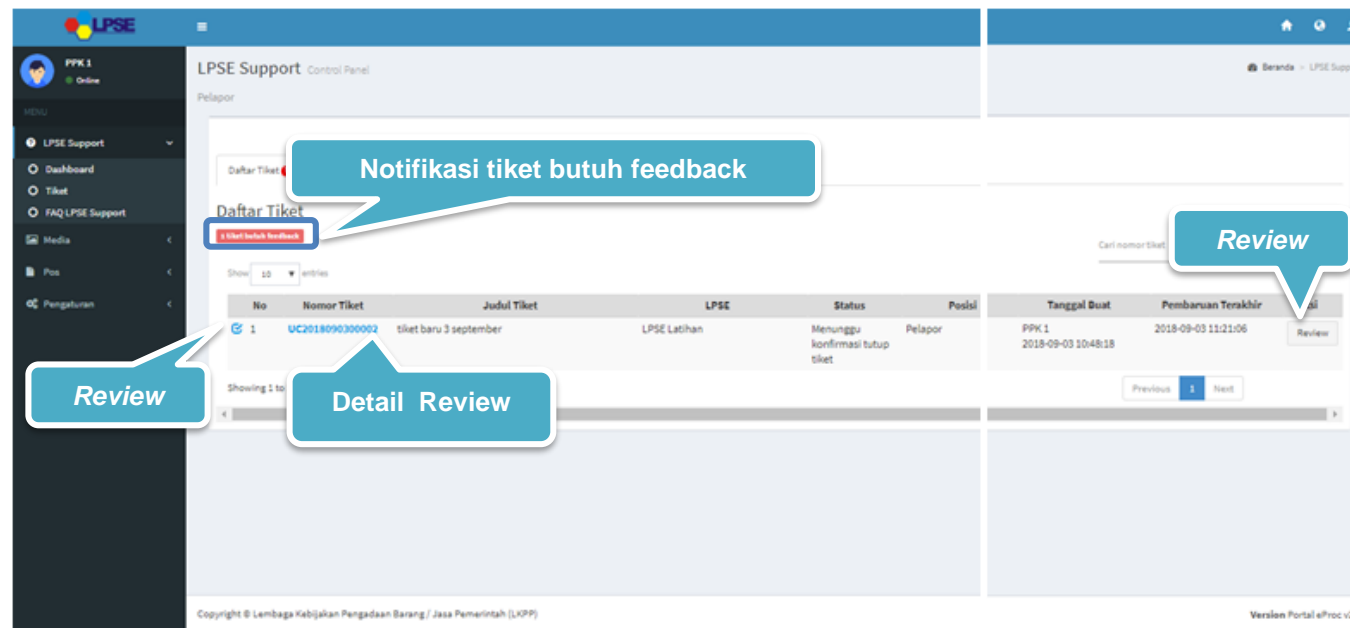 LPSE
PPK 1
Online
LPSE Support Control Panel
Beranda > LPSE Supp
Pelapor
MENU
LPSE Support
Dashboard
Tiket
FAQ LPSE Support
Media
Pos
Pengaturan
Notifikasi tiket butuh feedback
Daftar Tiket
Daftar Tiket
1 tiket butuh feedback
Cari nomor tiket
Review
Show 10 entries
No Nomor Tiket Judul Tiket LPSE Status Posisi Tanggal Buat Pembaruan Terakhir
1 UC2018090300002 tiket baru 3 september LPSE Latihan Menunggu Pelapor PPK 1 2018-09-03 11:21:06 Review
konfirmasi tutup 2018-09-03 10:48:18
tiket
Showing 1 to
Previous 1 Next
Review
Detail Review
Copyright © Lembaga Kebijakan Pengadaan Barang / Jasa Pemerintah (LKPP)
Version Portal eProc